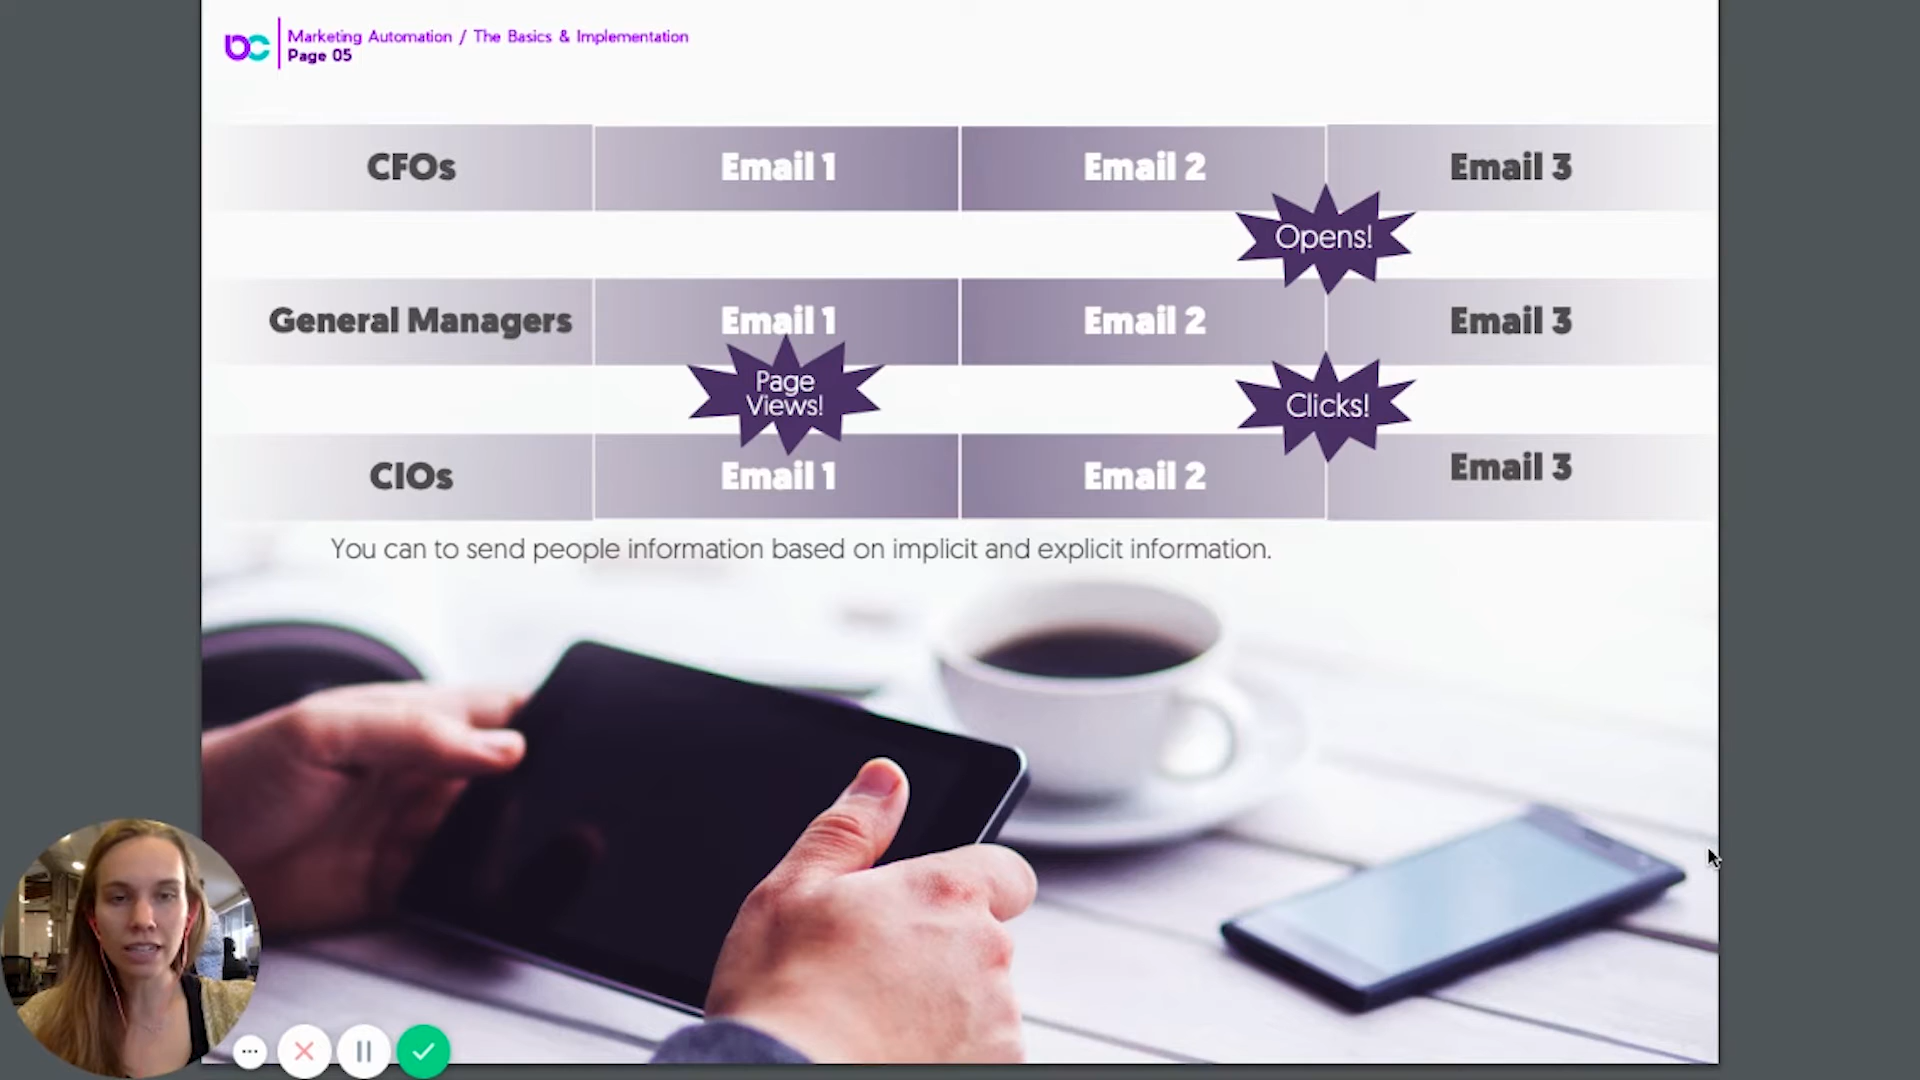 bc
Marketing Automation / The Basics & Implementation
Page 05
CFOs
Email 1
Email 2
Email 3
Opens!
General Managers
Email 1
Email 2
Email 3
Page
Views!
Clicks!
CIOs
Email 1
Email 2
Email 3
You can to send people information based on implicit and explicit information.